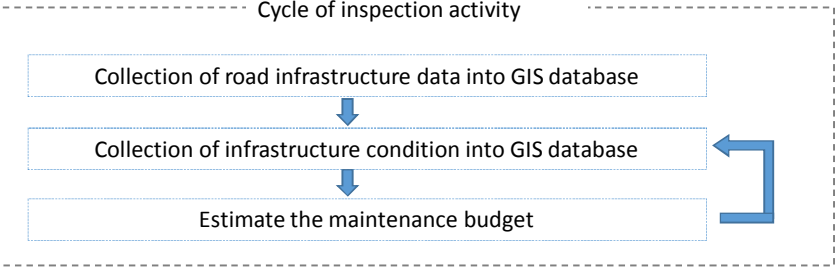 Cycle of inspection activity
Collection of road infrastructure data into GIS database
Collection of infrastructure condition into GIS database
Estimate the maintenance budget